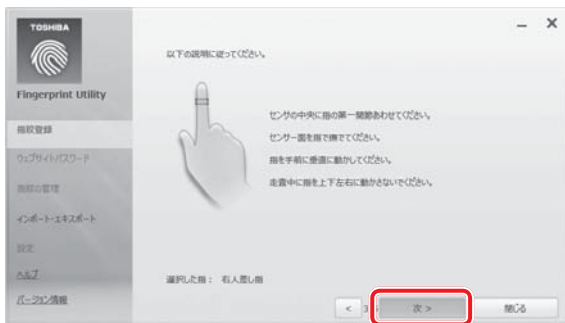 TOSHIBA
Fingerprint Utility
指紋登録
ウェブサイトパスワード
指紋の管理
インポート・エキスポート
設定
ヘルプ
バージョン情報
以下の説明に従ってください。
センサの中央に指の第一関節あわせてください。
センサー面を指で撫でてください。
指を手前に垂直に動かしてください。
走査中に指を上下左右に動かさないでください。
選択した指： 右人差し指
< 3 次 > 閉じる